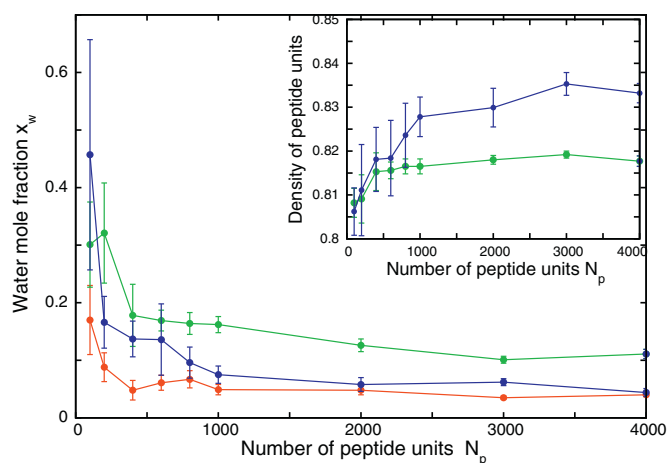 Water mole fraction x_w
0.6
0.4
0.2
0
0 1000 2000 3000 4000
Number of peptide units N_p
Density of peptide units
0.85
0.84
0.83
0.82
0.81
0.8
0 1000 2000 3000 4000
Number of peptide units N_p